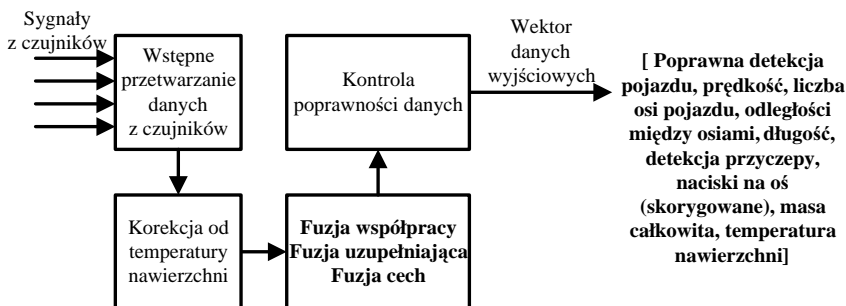 Sygnały
z czujników
Wstępne
przetwarzanie
danych
z czujników
Kontrola
poprawności danych
Wektor
danych
wyjściowych
[ Poprawna detekcja
pojazdu, prędkość, liczba
osi pojazdu, odległości
między osiami, długość,
detekcja przyczepy,
naciski na oś
(skorygowane), masa
całkowita, temperatura
nawierzchni]
Korekcja od
temperatury
nawierzchni
Fuzja współpracy
Fuzja uzupełniająca
Fuzja cech